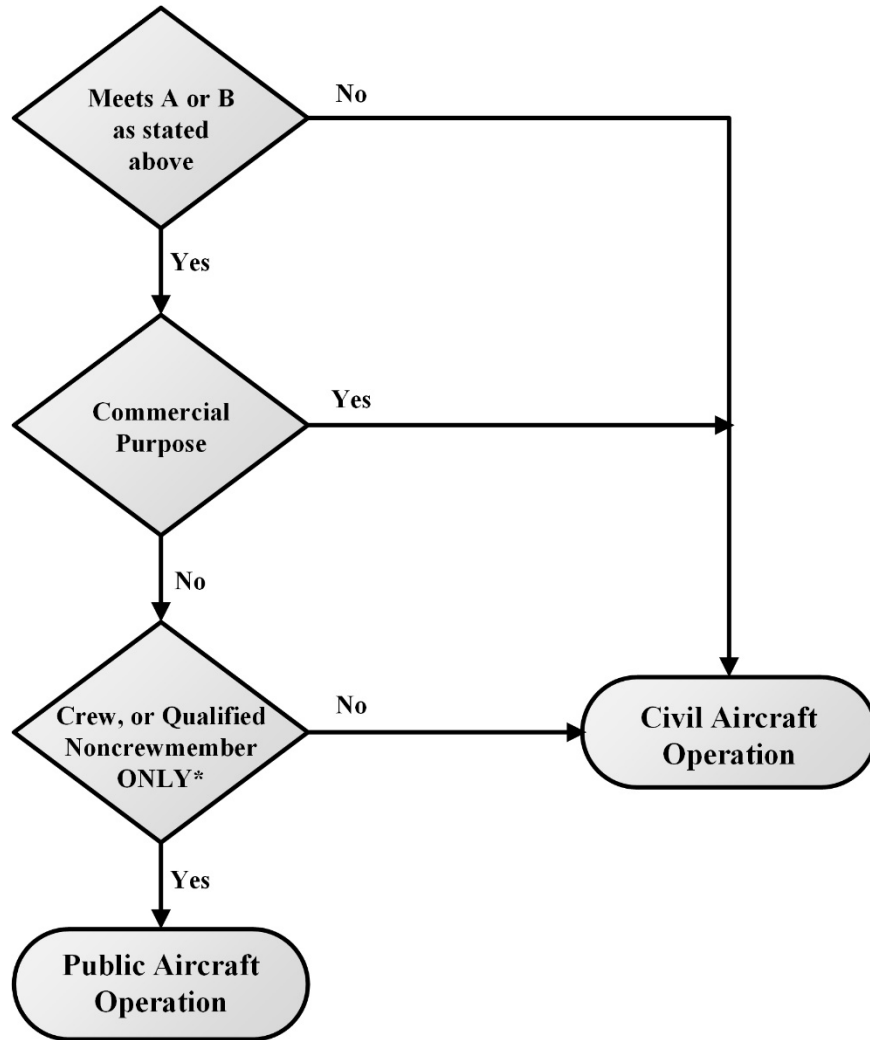 Meets A or B
as stated
above
No
Yes
Commercial
Purpose
Yes
No
Crew, or Qualified
Noncrewmember
ONLY*
No
Civil Aircraft
Operation
Yes
Public Aircraft
Operation